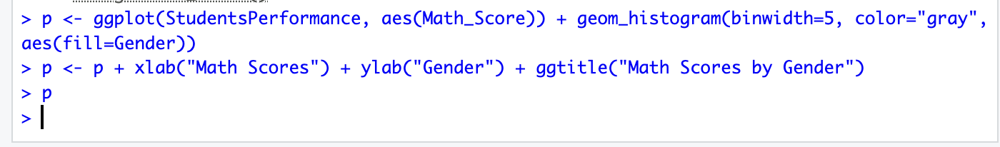 > p <- ggplot(StudentsPerformance, aes(Math_Score)) + geom_histogram(binwidth=5, color="gray",
aes(fill=Gender))
> p <- p + xlab("Math Scores") + ylab("Gender") + ggtitle("Math Scores by Gender")
> p
>